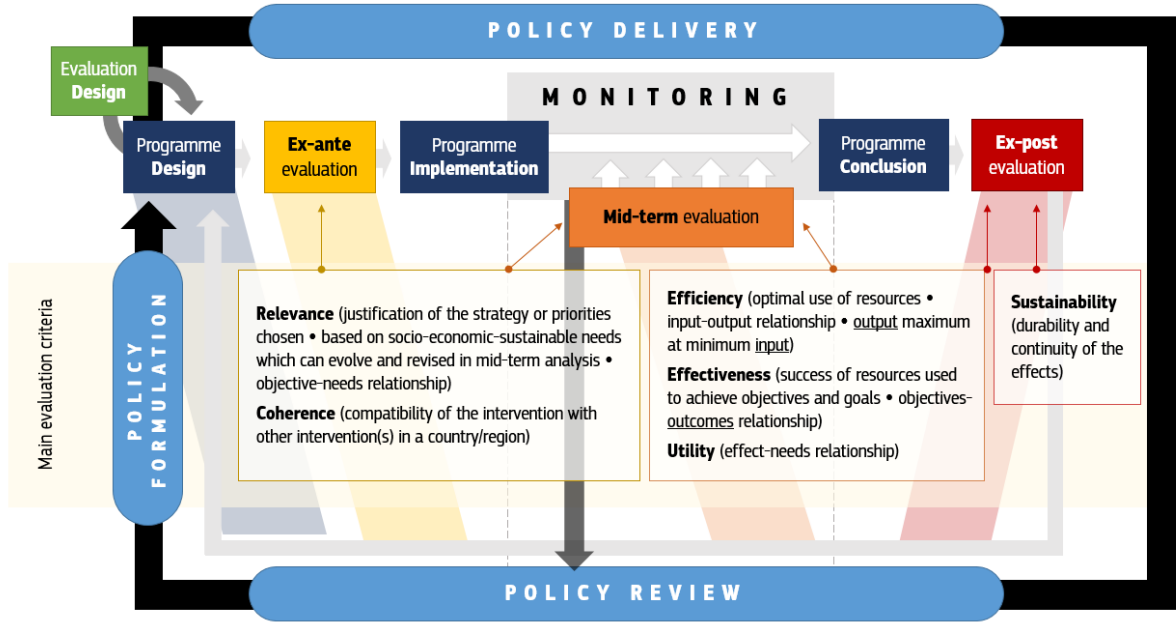 POLICY DELIVERY
Evaluation
Design
MONITORING
Programme
Design
Ex-ante
evaluation
Programme
Implementation
Programme
Conclusion
Ex-post
evaluation
Mid-term evaluation
Main evaluation criteria
POLICY
FORMULATION
Relevance (justification of the strategy or priorities
chosen • based on socio-economic-sustainable needs
which can evolve and revised in mid-term analysis •
objective-needs relationship)
Coherence (compatibility of the intervention with
other intervention(s) in a country/region)
Efficiency (optimal use of resources •
input-output relationship • output maximum
at minimum input)
Effectiveness (success of resources used
to achieve objectives and goals • objectives-
outcomes relationship)
Utility (effect-needs relationship)
Sustainability
(durability and
continuity of the
effects)
POLICY REVIEW